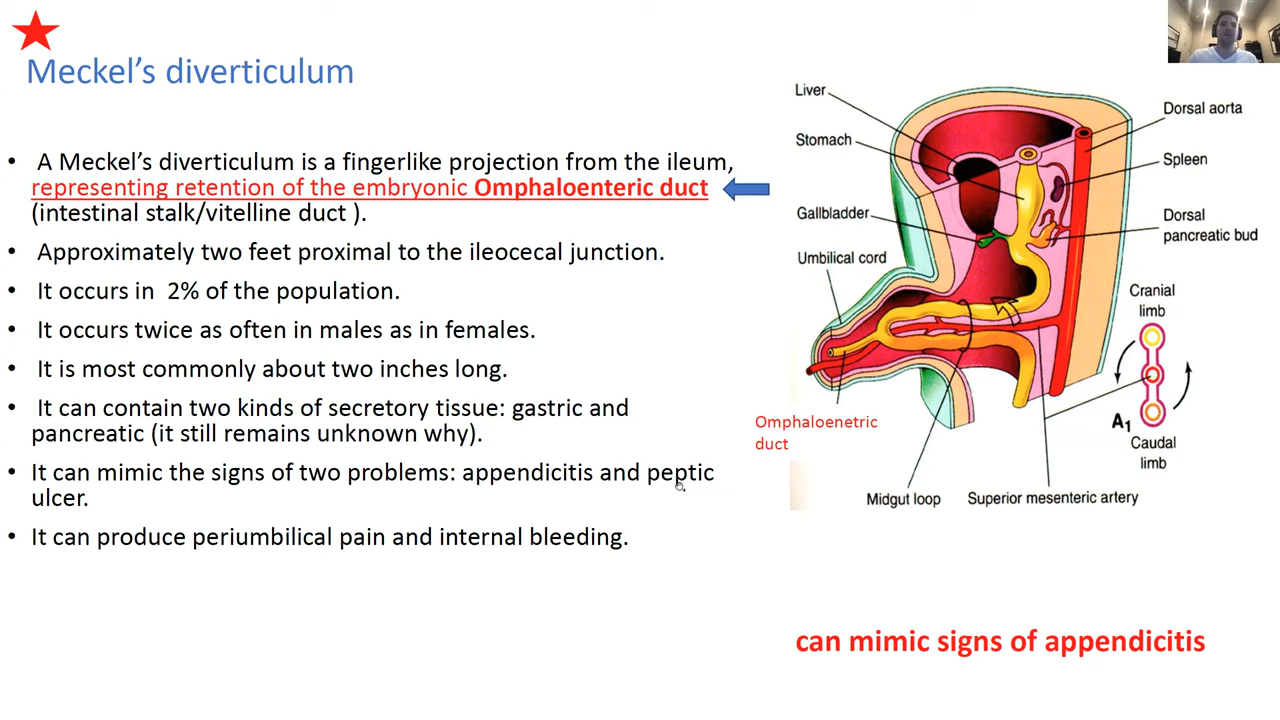 Meckel’s diverticulum
• A Meckel’s diverticulum is a fingerlike projection from the ileum,
representing retention of the embryonic Omphaloenteric duct
(intestinal stalk/vitelline duct ).
• Approximately two feet proximal to the ileocecal junction.
• It occurs in 2% of the population.
• It occurs twice as often in males as in females.
• It is most commonly about two inches long.
• It can contain two kinds of secretory tissue: gastric and
pancreatic (it still remains unknown why).
• It can mimic the signs of two problems: appendicitis and peptic
ulcer.
• It can produce periumbilical pain and internal bleeding.
Liver
Stomach
Gallbladder
Umbilical cord
Dorsal aorta
Spleen
Dorsal
pancreatic bud
Cranial
limb
A1
Caudal
limb
Omphaloenetric
duct
Midgut loop
Superior mesenteric artery
can mimic signs of appendicitis